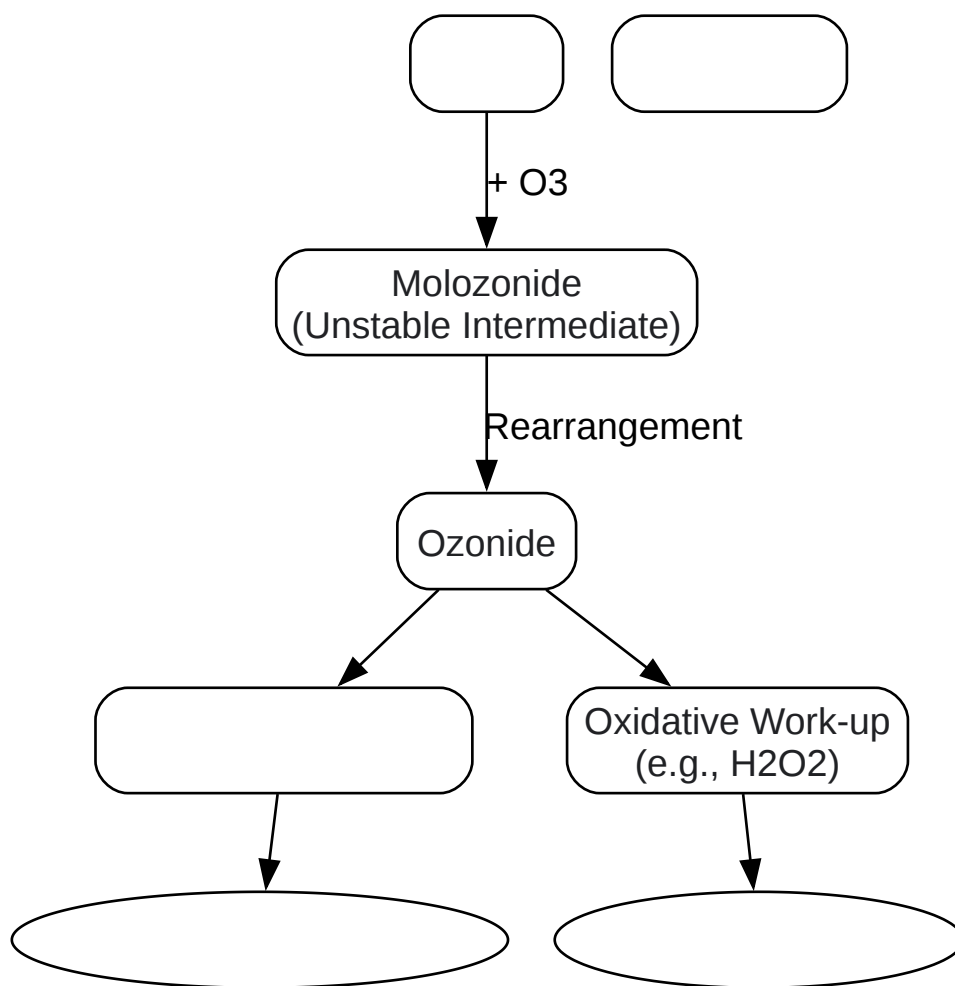 + O3
Molozonide
(Unstable Intermediate)
Rearrangement
Ozonide
Oxidative Work-up
(e.g., H2O2)